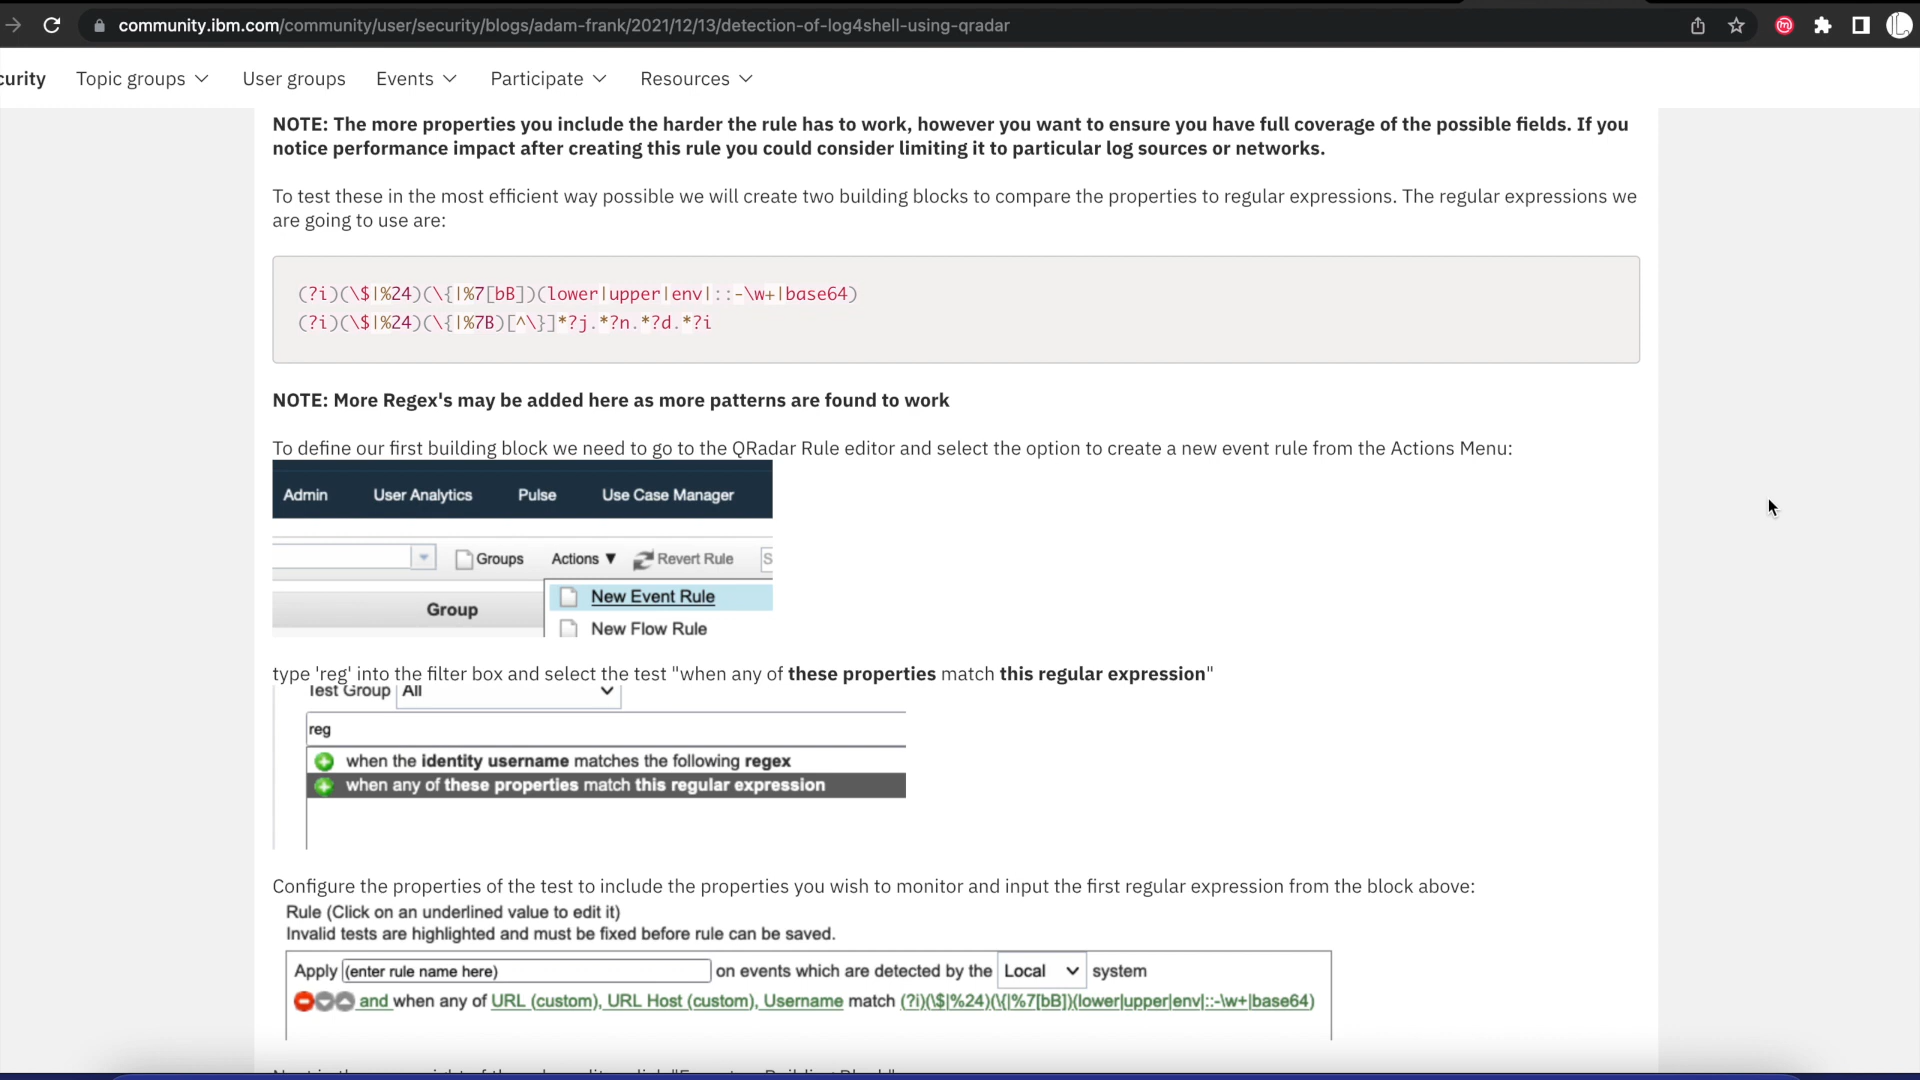 community.ibm.com/community/user/security/blogs/adam-frank/2021/12/13/detection-of-log4shell-using-qradar
curity Topic groups User groups Events Participate Resources
NOTE: The more properties you include the harder the rule has to work, however you want to ensure you have full coverage of the possible fields. If you
notice performance impact after creating this rule you could consider limiting it to particular log sources or networks.
To test these in the most efficient way possible we will create two building blocks to compare the properties to regular expressions. The regular expressions we
are going to use are:
(?i)(\$|%24)(\{|%7[bB])(lower|upper|env|::-\w+|base64)
(?i)(\$|%24)(\{|%7B)[^\}]*?j.*?n.*?d.*?i
NOTE: More Regex's may be added here as more patterns are found to work
To define our first building block we need to go to the QRadar Rule editor and select the option to create a new event rule from the Actions Menu:
Admin User Analytics Pulse Use Case Manager
Groups Actions ▼ Revert Rule S
Group
New Event Rule
New Flow Rule
type 'reg' into the filter box and select the test "when any of these properties match this regular expression"
Test Group All
reg
when the identity username matches the following regex
when any of these properties match this regular expression
Configure the properties of the test to include the properties you wish to monitor and input the first regular expression from the block above:
Rule (Click on an underlined value to edit it)
Invalid tests are highlighted and must be fixed before rule can be saved.
Apply (enter rule name here) on events which are detected by the Local system
and when any of URL (custom), URL Host (custom), Username match (?i)(\$|%24)(\{|%7[bB])(lower|upper|env|::-\w+|base64)